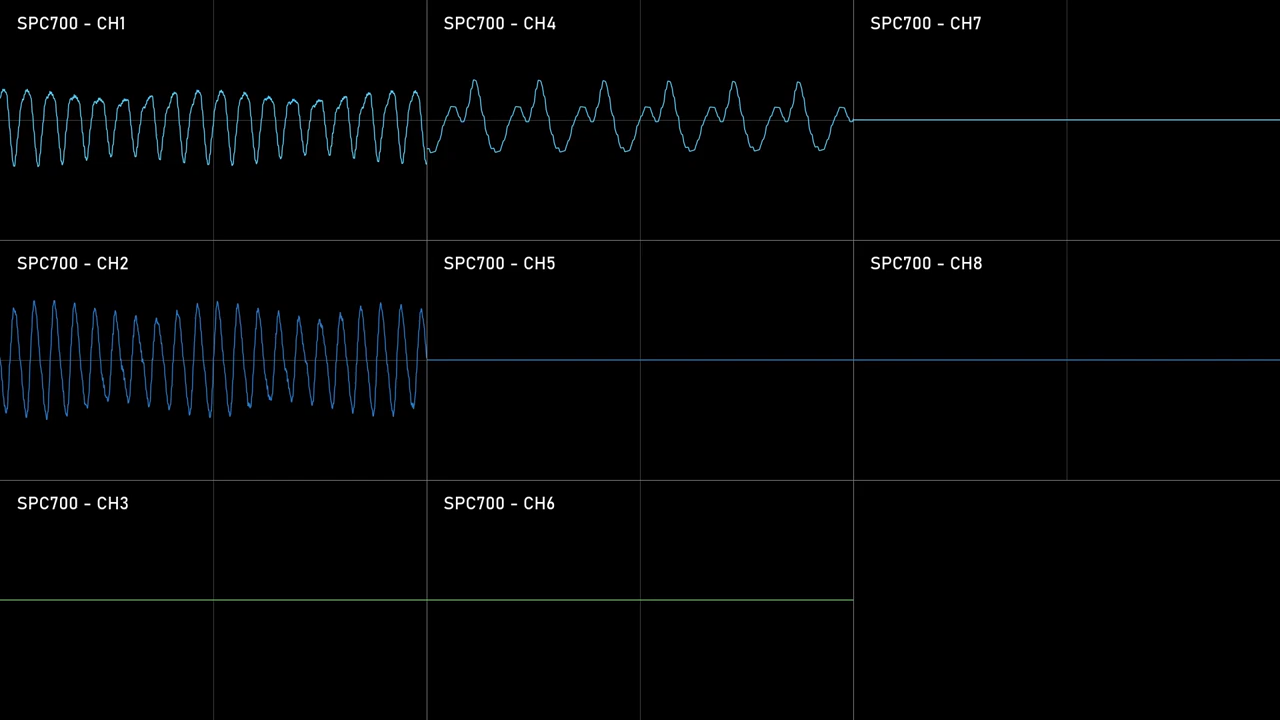 SPC700 - CH1
SPC700 - CH4
SPC700 - CH7
SPC700 - CH2
SPC700 - CH5
SPC700 - CH8
SPC700 - CH3
SPC700 - CH6